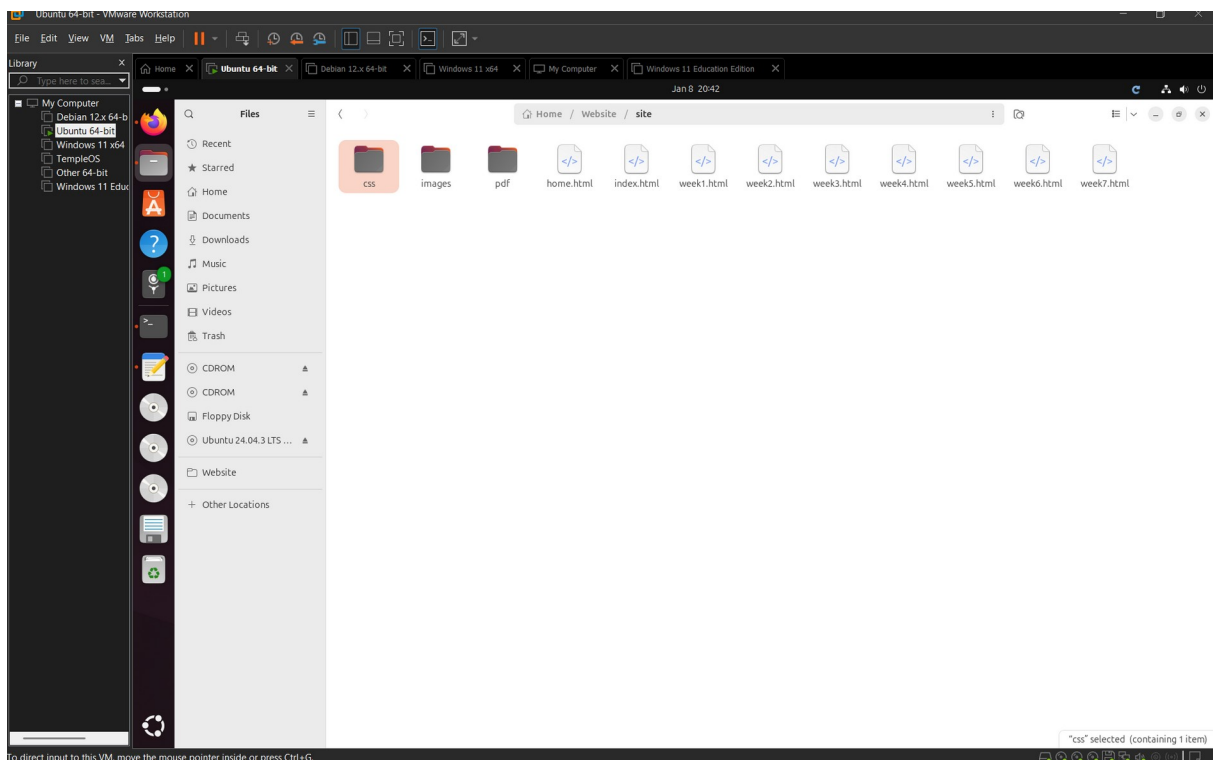 Ubuntu 64-bit - VMware Workstation
File Edit View VM Tabs Help
Library
Type here to sea...
My Computer
Debian 12.x 64-b
Ubuntu 64-bit
Windows 11 x64
TempleOS
Other 64-bit
Windows 11 Educ
Home
Ubuntu 64-bit
Debian 12.x 64-bit
Windows 11 x64
My Computer
Windows 11 Education Edition
Jan 8 20:42
Files
Home / Website / site
Recent
Starred
Home
Documents
Downloads
Music
Pictures
Videos
Trash
CDROM
CDROM
Floppy Disk
Ubuntu 24.04.3 LTS ...
Website
+ Other Locations
1
css
images
pdf
home.html
index.html
week1.html
week2.html
week3.html
week4.html
week5.html
week6.html
week7.html
"css" selected (containing 1 item)
To direct input to this VM, move the mouse pointer inside or press Ctrl+G.